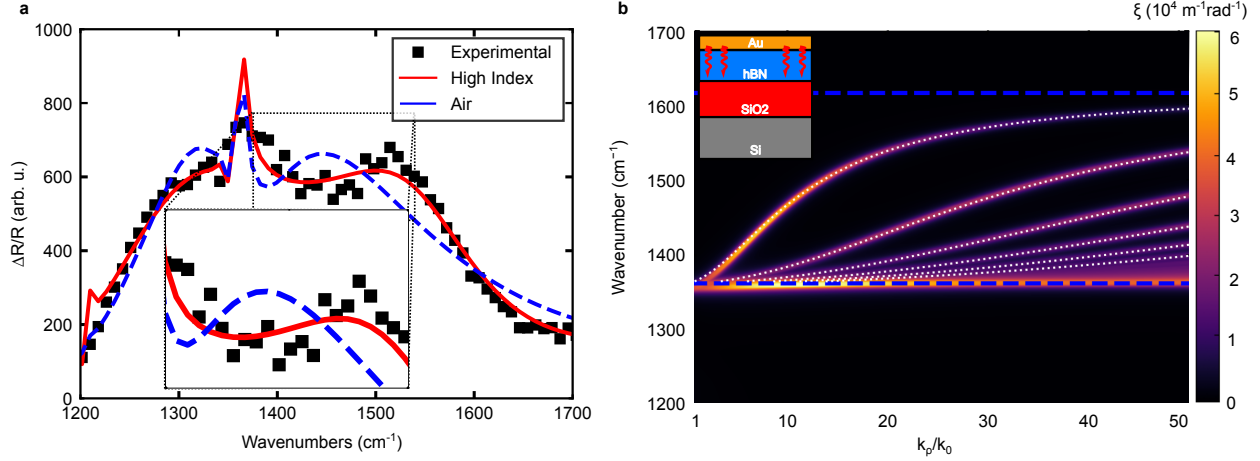 a
ΔR/R (arb. u.)
1000
800
600
400
200
0
1200
1300
1400
1500
1600
1700
Wavenumbers (cm⁻¹)
Experimental
High Index
Air
b
ξ (10⁴ m⁻¹rad⁻¹)
Wavenumber (cm⁻¹)
1700
1600
1500
1400
1300
1200
1
10
20
30
40
50
kρ/k₀
Au
hBN
SiO2
Si
6
5
4
3
2
1
0